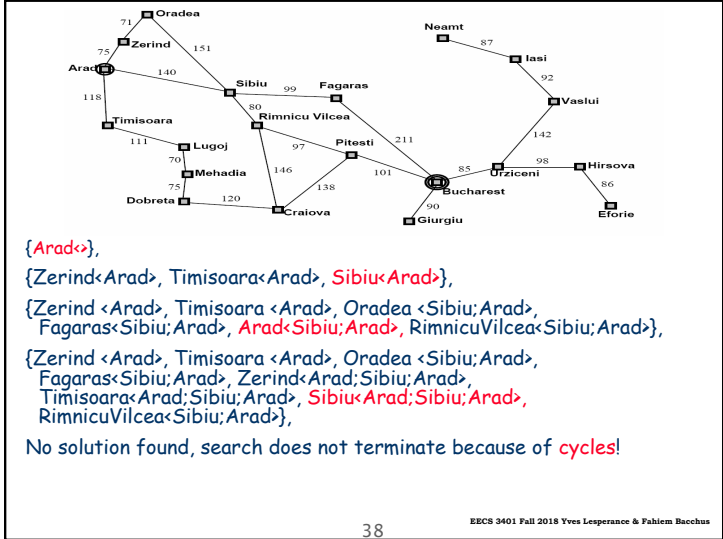 Oradea
71
Neamt
Zerind
87
151
75
Iasi
Arad
140
92
Sibiu
Fagaras
99
118
Vaslui
80
Timisoara
Rimnicu Vilcea
211
142
111
Lugoj
97
Pitesti
70
98
Hirsova
85
Mehadia
146
101
Urziceni
75
138
86
Bucharest
Dobreta
120
90
Craiova
Eforie
Giurgiu
{Arad<>},
{Zerind<Arad>, Timisoara<Arad>, Sibiu<Arad>},
{Zerind <Arad>, Timisoara <Arad>, Oradea <Sibiu;Arad>,
Fagaras<Sibiu;Arad>, Arad<Sibiu;Arad>, RimnicuVilcea<Sibiu;Arad>},
{Zerind <Arad>, Timisoara <Arad>, Oradea <Sibiu;Arad>,
Fagaras<Sibiu;Arad>, Zerind<Arad;Sibiu;Arad>,
Timisoara<Arad;Sibiu;Arad>, Sibiu<Arad;Sibiu;Arad>,
RimnicuVilcea<Sibiu;Arad>},
No solution found, search does not terminate because of cycles!
EECS 3401 Fall 2018 Yves Lesperance & Fahiem Bacchus
38